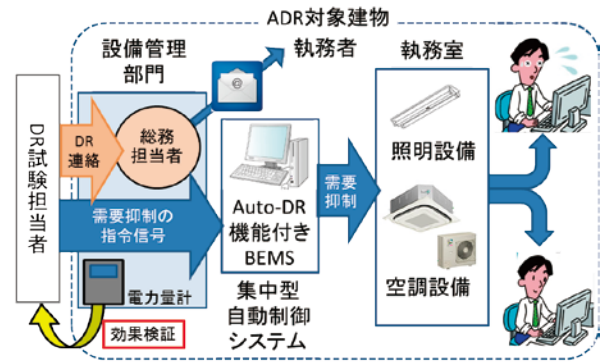 ADR対象建物
設備管理
部門
執務者
執務室
@
DR試験担当者
DR
連絡
総務
担当者
需要抑制の
指令信号
Auto-DR
機能付き
BEMS
需要
抑制
照明設備
空調設備
電力量計
効果検証
集中型
自動制御
システム